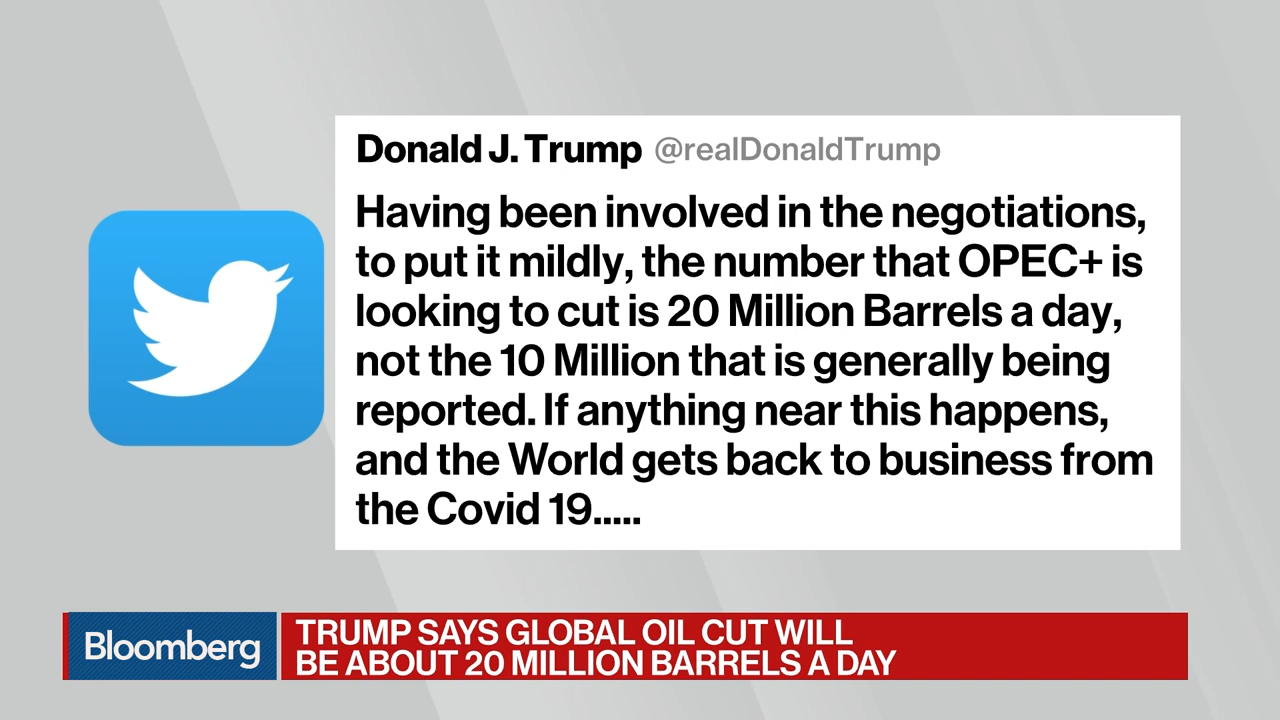 Donald J. Trump @realDonaldTrump
Having been involved in the negotiations,
to put it mildly, the number that OPEC+ is
looking to cut is 20 Million Barrels a day,
not the 10 Million that is generally being
reported. If anything near this happens,
and the World gets back to business from
the Covid 19.....
Bloomberg
TRUMP SAYS GLOBAL OIL CUT WILL
BE ABOUT 20 MILLION BARRELS A DAY